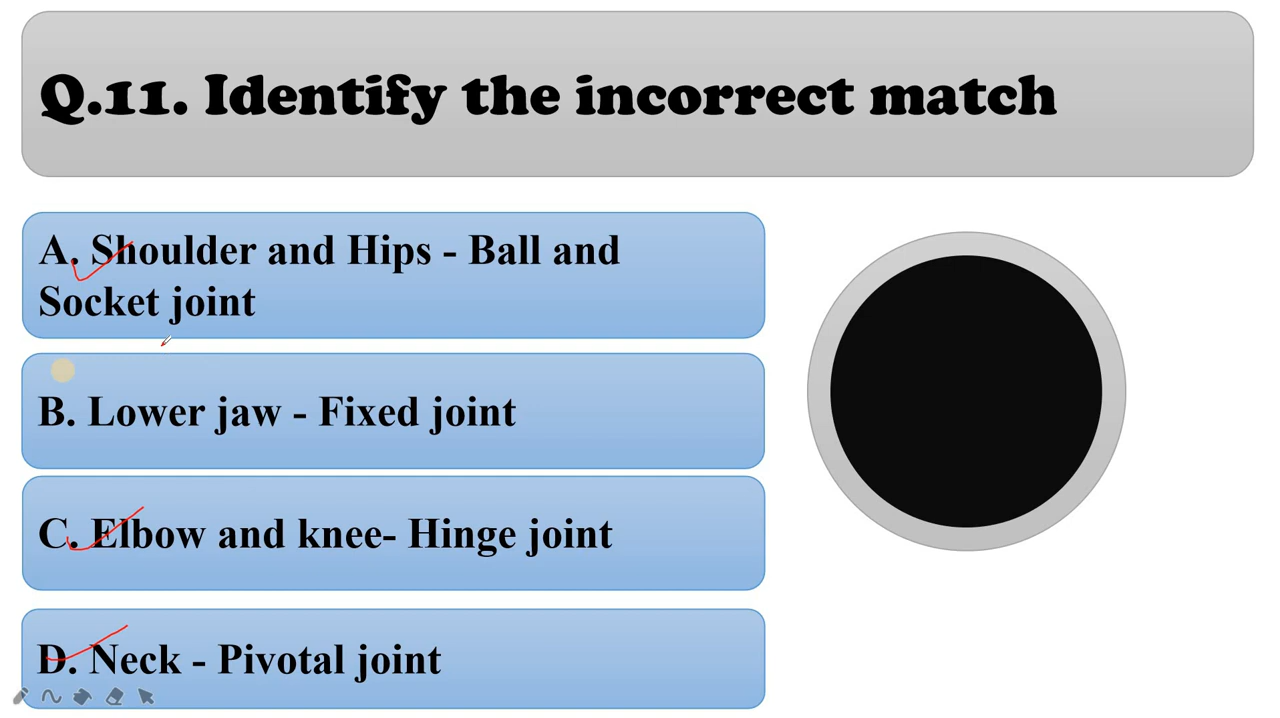 Q.11. Identify the incorrect match
A. Shoulder and Hips - Ball and
Socket joint
B. Lower jaw - Fixed joint
C. Elbow and knee- Hinge joint
D. Neck - Pivotal joint